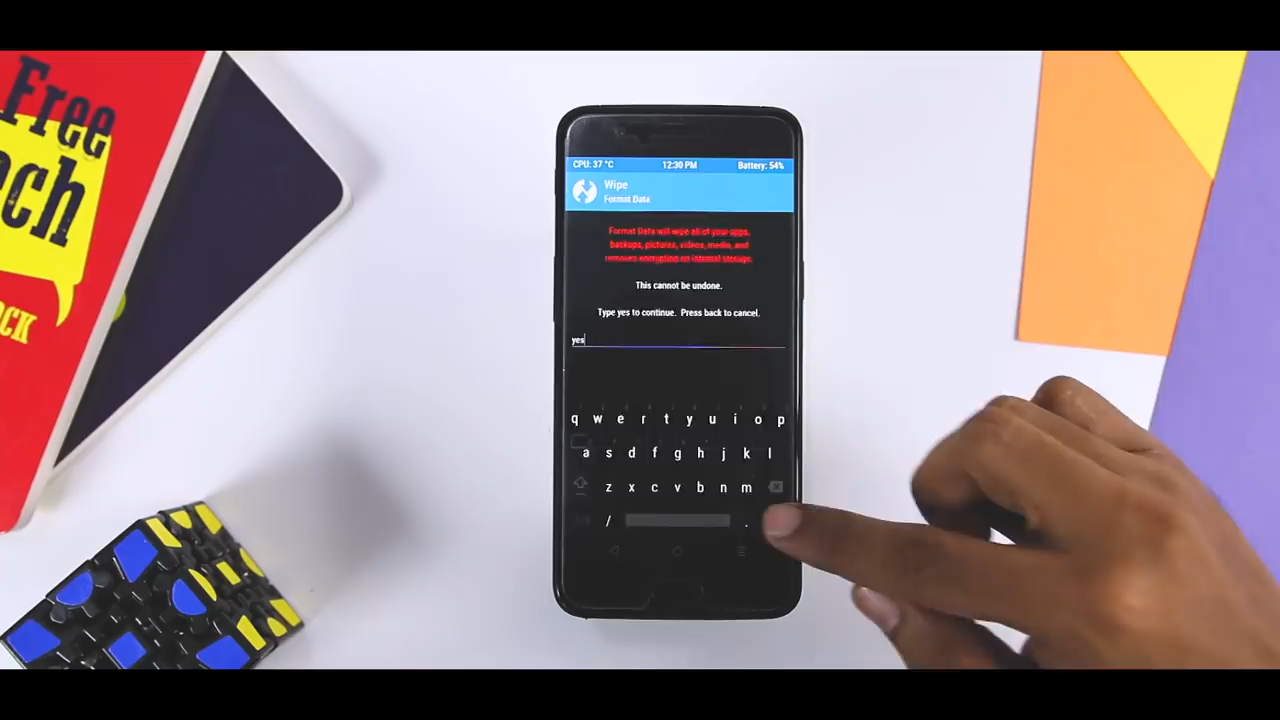 Free
CPU: 37 °C 12:30 PM Battery: 54%
Wipe
Format Data
Format Data will wipe all of your apps,
backups, pictures, videos, media, and
removes encryption on internal storage.
This cannot be undone.
Type yes to continue. Press back to cancel.
yes
q w e r t y u i o p
a s d f g h j k l
z x c v b n m
/ .